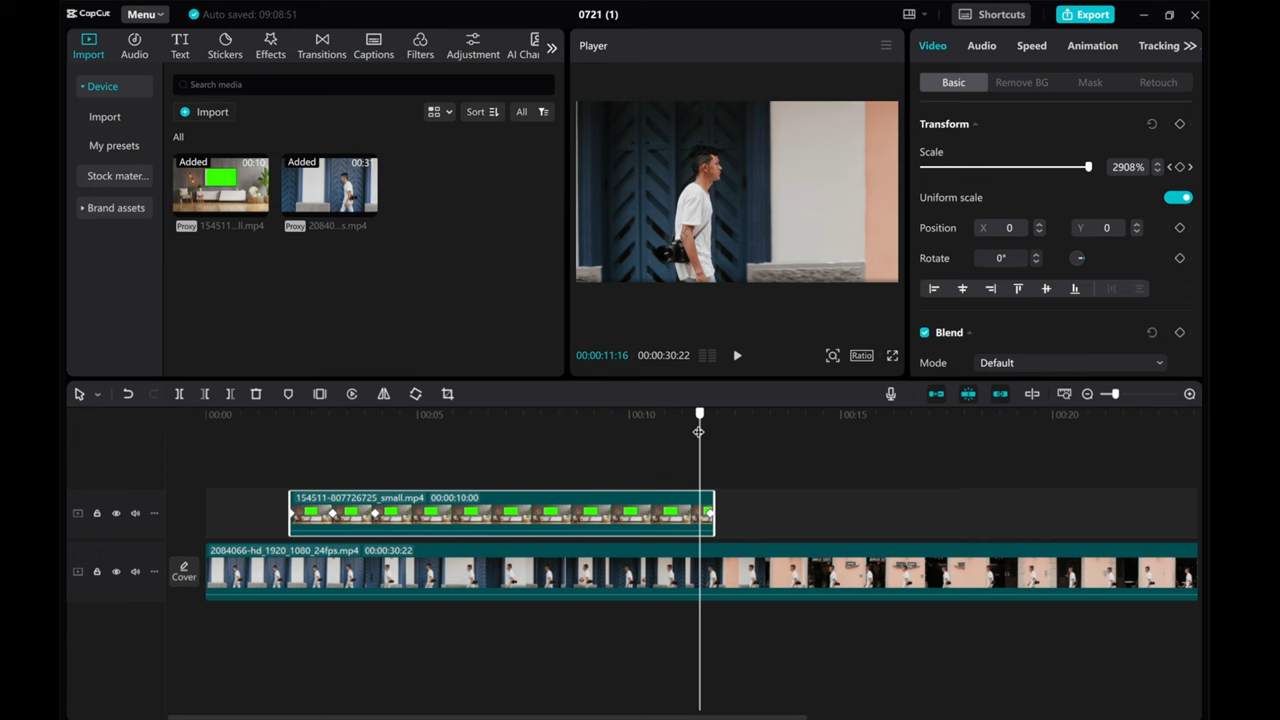 CapCut Menu Auto saved: 09:08:51 0721 (1) Shortcuts Export
Import Audio Text Stickers Effects Transitions Captions Filters Adjustment AI Cha
Device
Import
My presets
Stock mater...
Brand assets
Search media
Import Sort All
All
Added 00:10 Added 00:31
Proxy 154511...ll.mp4 Proxy 20840...s.mp4
Player
00:00:11:16 00:00:30:22 Ratio
Video Audio Speed Animation Tracking
Basic Remove BG Mask Retouch
Transform
Scale
2908%
Uniform scale
Position X 0 Y 0
Rotate 0°
Blend
Mode Default
00:00 00:05 00:10 00:15 00:20
154511-807726725_small.mp4 00:00:10:00
2084066-hd_1920_1080_24fps.mp4 00:00:30:22
Cover